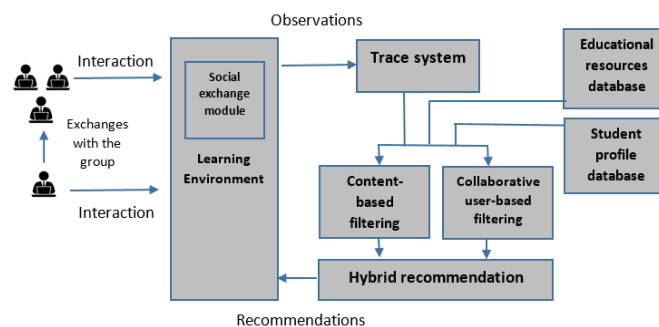 Observations
Interaction
Exchanges
with the
group
Interaction
Social
exchange
module
Learning
Environment
Trace system
Educational
resources
database
Student
profile
database
Content-
based
filtering
Collaborative
user-based
filtering
Hybrid recommendation
Recommendations